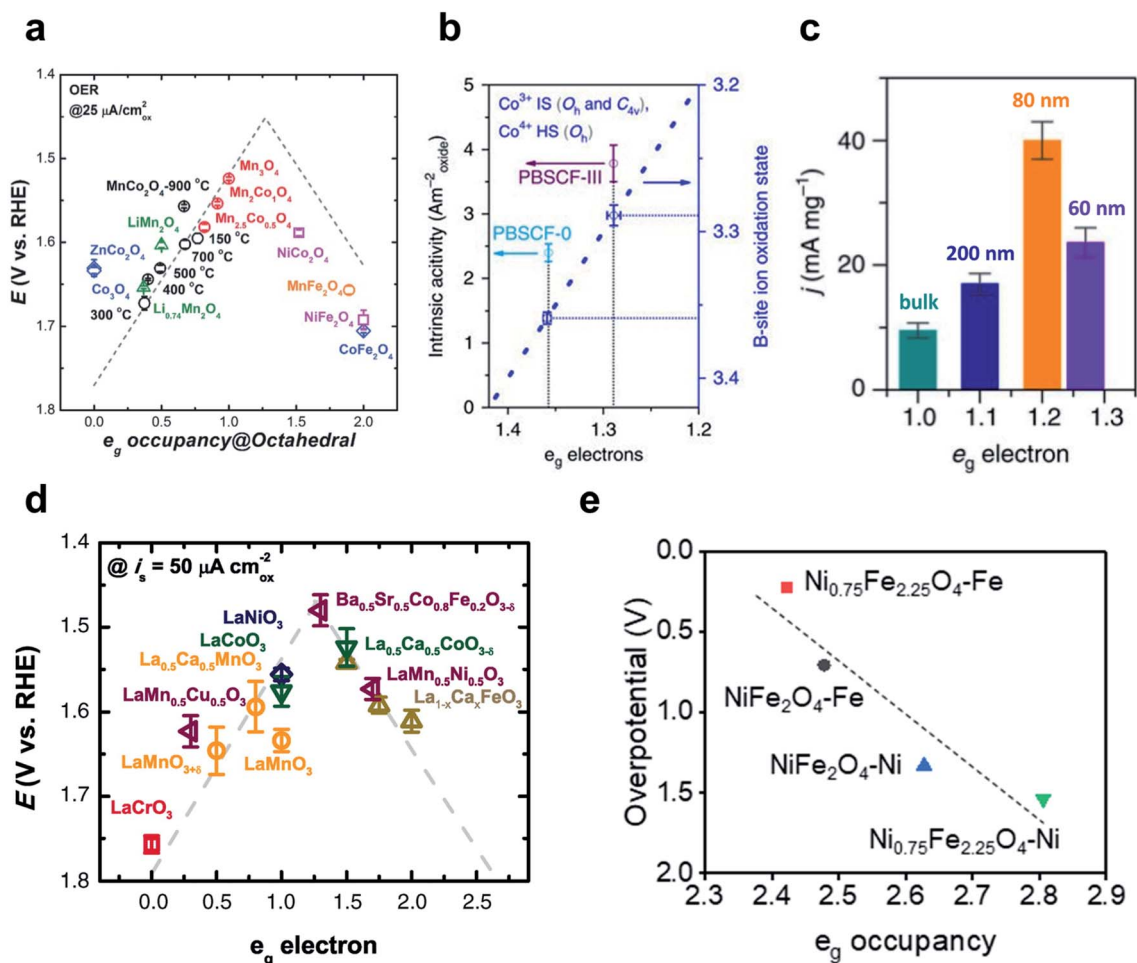 a
OER
@25 μA/cm²ox
1.4
1.5
1.6
1.7
1.8
E (V vs. RHE)
MnCo₂O₄-900 °C
Mn₃O₄
Mn₂Co₁O₄
Mn₂.₅Co₀.₅O₄
LiMn₂O₄
150 °C
700 °C
NiCo₂O₄
ZnCo₂O₄
500 °C
400 °C
Co₃O₄
MnFe₂O₄
Li₀.₇₄Mn₂O₄
300 °C
NiFe₂O₄
CoFe₂O₄
0.0 0.5 1.0 1.5 2.0
eg occupancy@Octahedral
b
5
4
3
2
1
0
Intrinsic acitivity (Am⁻²oxide)
Co³⁺ IS (Oh and C4v),
Co⁴⁺ HS (Oh)
PBSCF-III
PBSCF-0
3.2
3.3
3.4
B-site ion oxidation state
1.4 1.3 1.2
eg electrons
c
40
20
0
j (mA mg⁻¹)
80 nm
60 nm
200 nm
bulk
1.0 1.1 1.2 1.3
eg electron
d
@ is = 50 μA cm⁻²ox
1.4
1.5
1.6
1.7
1.8
E (V vs. RHE)
Ba₀.₅Sr₀.₅Co₀.₈Fe₀.₂O₃₋δ
LaNiO₃
LaCoO₃
La₀.₅Ca₀.₅CoO₃₋δ
La₀.₅Ca₀.₅MnO₃
LaMn₀.₅Ni₀.₅O₃
LaMn₀.₅Cu₀.₅O₃
La₁₋ₓCaₓFeO₃
LaMnO₃₊δ
LaMnO₃
LaCrO₃
0.0 0.5 1.0 1.5 2.0 2.5
eg electron
e
0.0
0.5
1.0
1.5
2.0
Overpotential (V)
Ni₀.₇₅Fe₂.₂₅O₄-Fe
NiFe₂O₄-Fe
NiFe₂O₄-Ni
Ni₀.₇₅Fe₂.₂₅O₄-Ni
2.3 2.4 2.5 2.6 2.7 2.8 2.9
eg occupancy